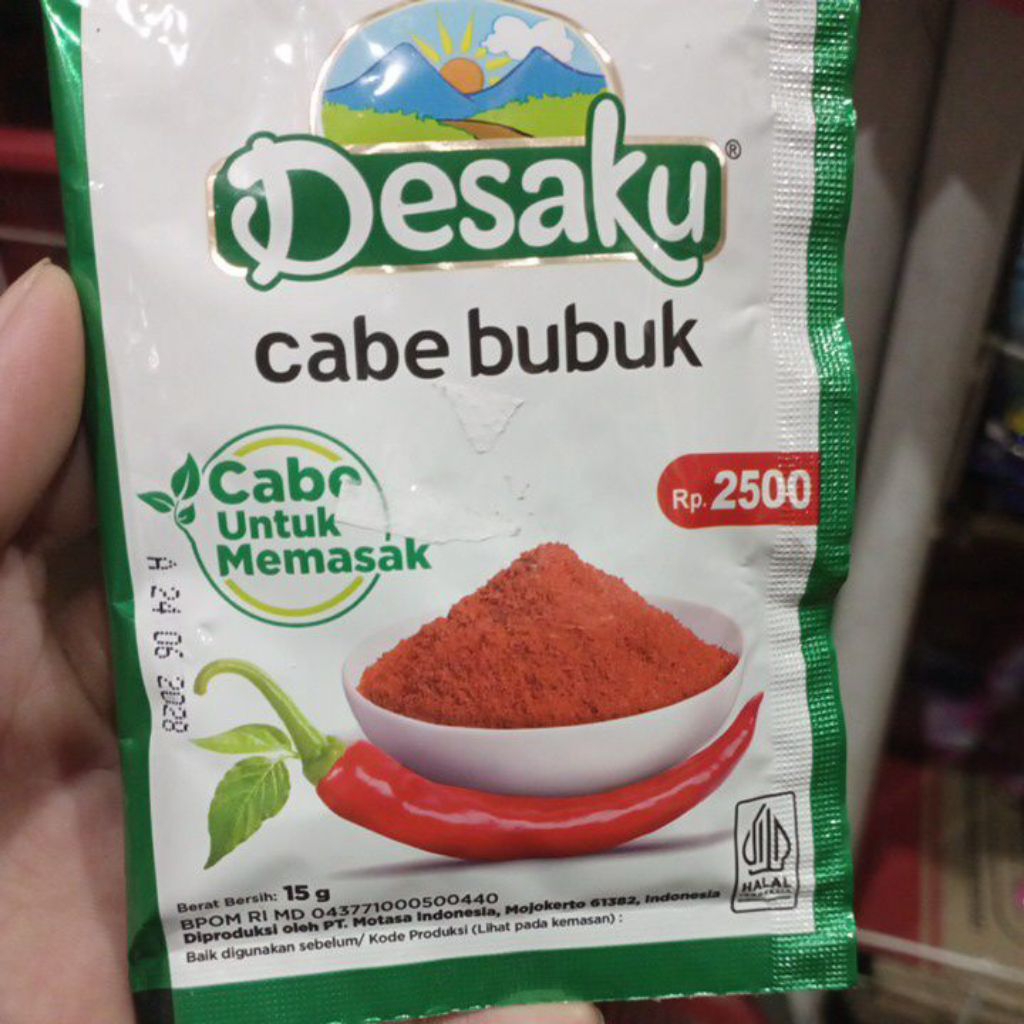 Desaku®
cabe bubuk
Cabe
Untuk
Memasak
Rp. 2500
A 24 06 2028
HALAL
INDONESIA
Berat Bersih: 15 g
BPOM RI MD 043771000500440
Diproduksi oleh PT. Motasa Indonesia, Mojokerto 61382, Indonesia
Baik digunakan sebelum/ Kode Produksi (Lihat pada kemasan) :